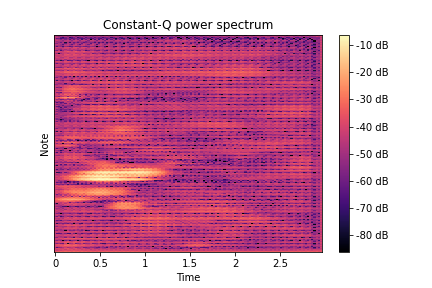 Constant-Q power spectrum
-10 dB
-20 dB
-30 dB
-40 dB
-50 dB
-60 dB
-70 dB
-80 dB
Note
0
0.5
1
1.5
2
2.5
Time